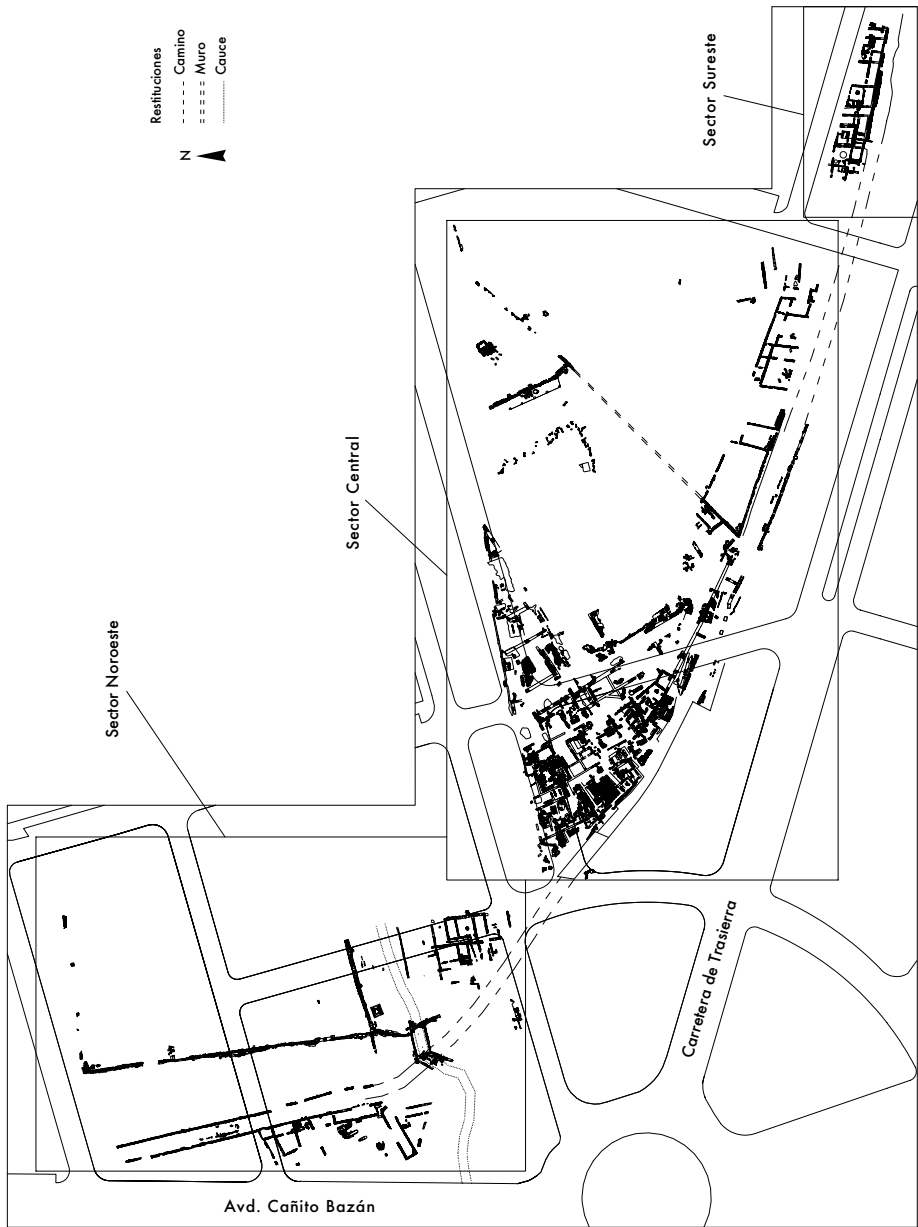 Restituciones
Camino
Muro
Cauce
N
Sector Sureste
Sector Central
Sector Noroeste
Carretera de Trasierra
Avd. Cañito Bazán